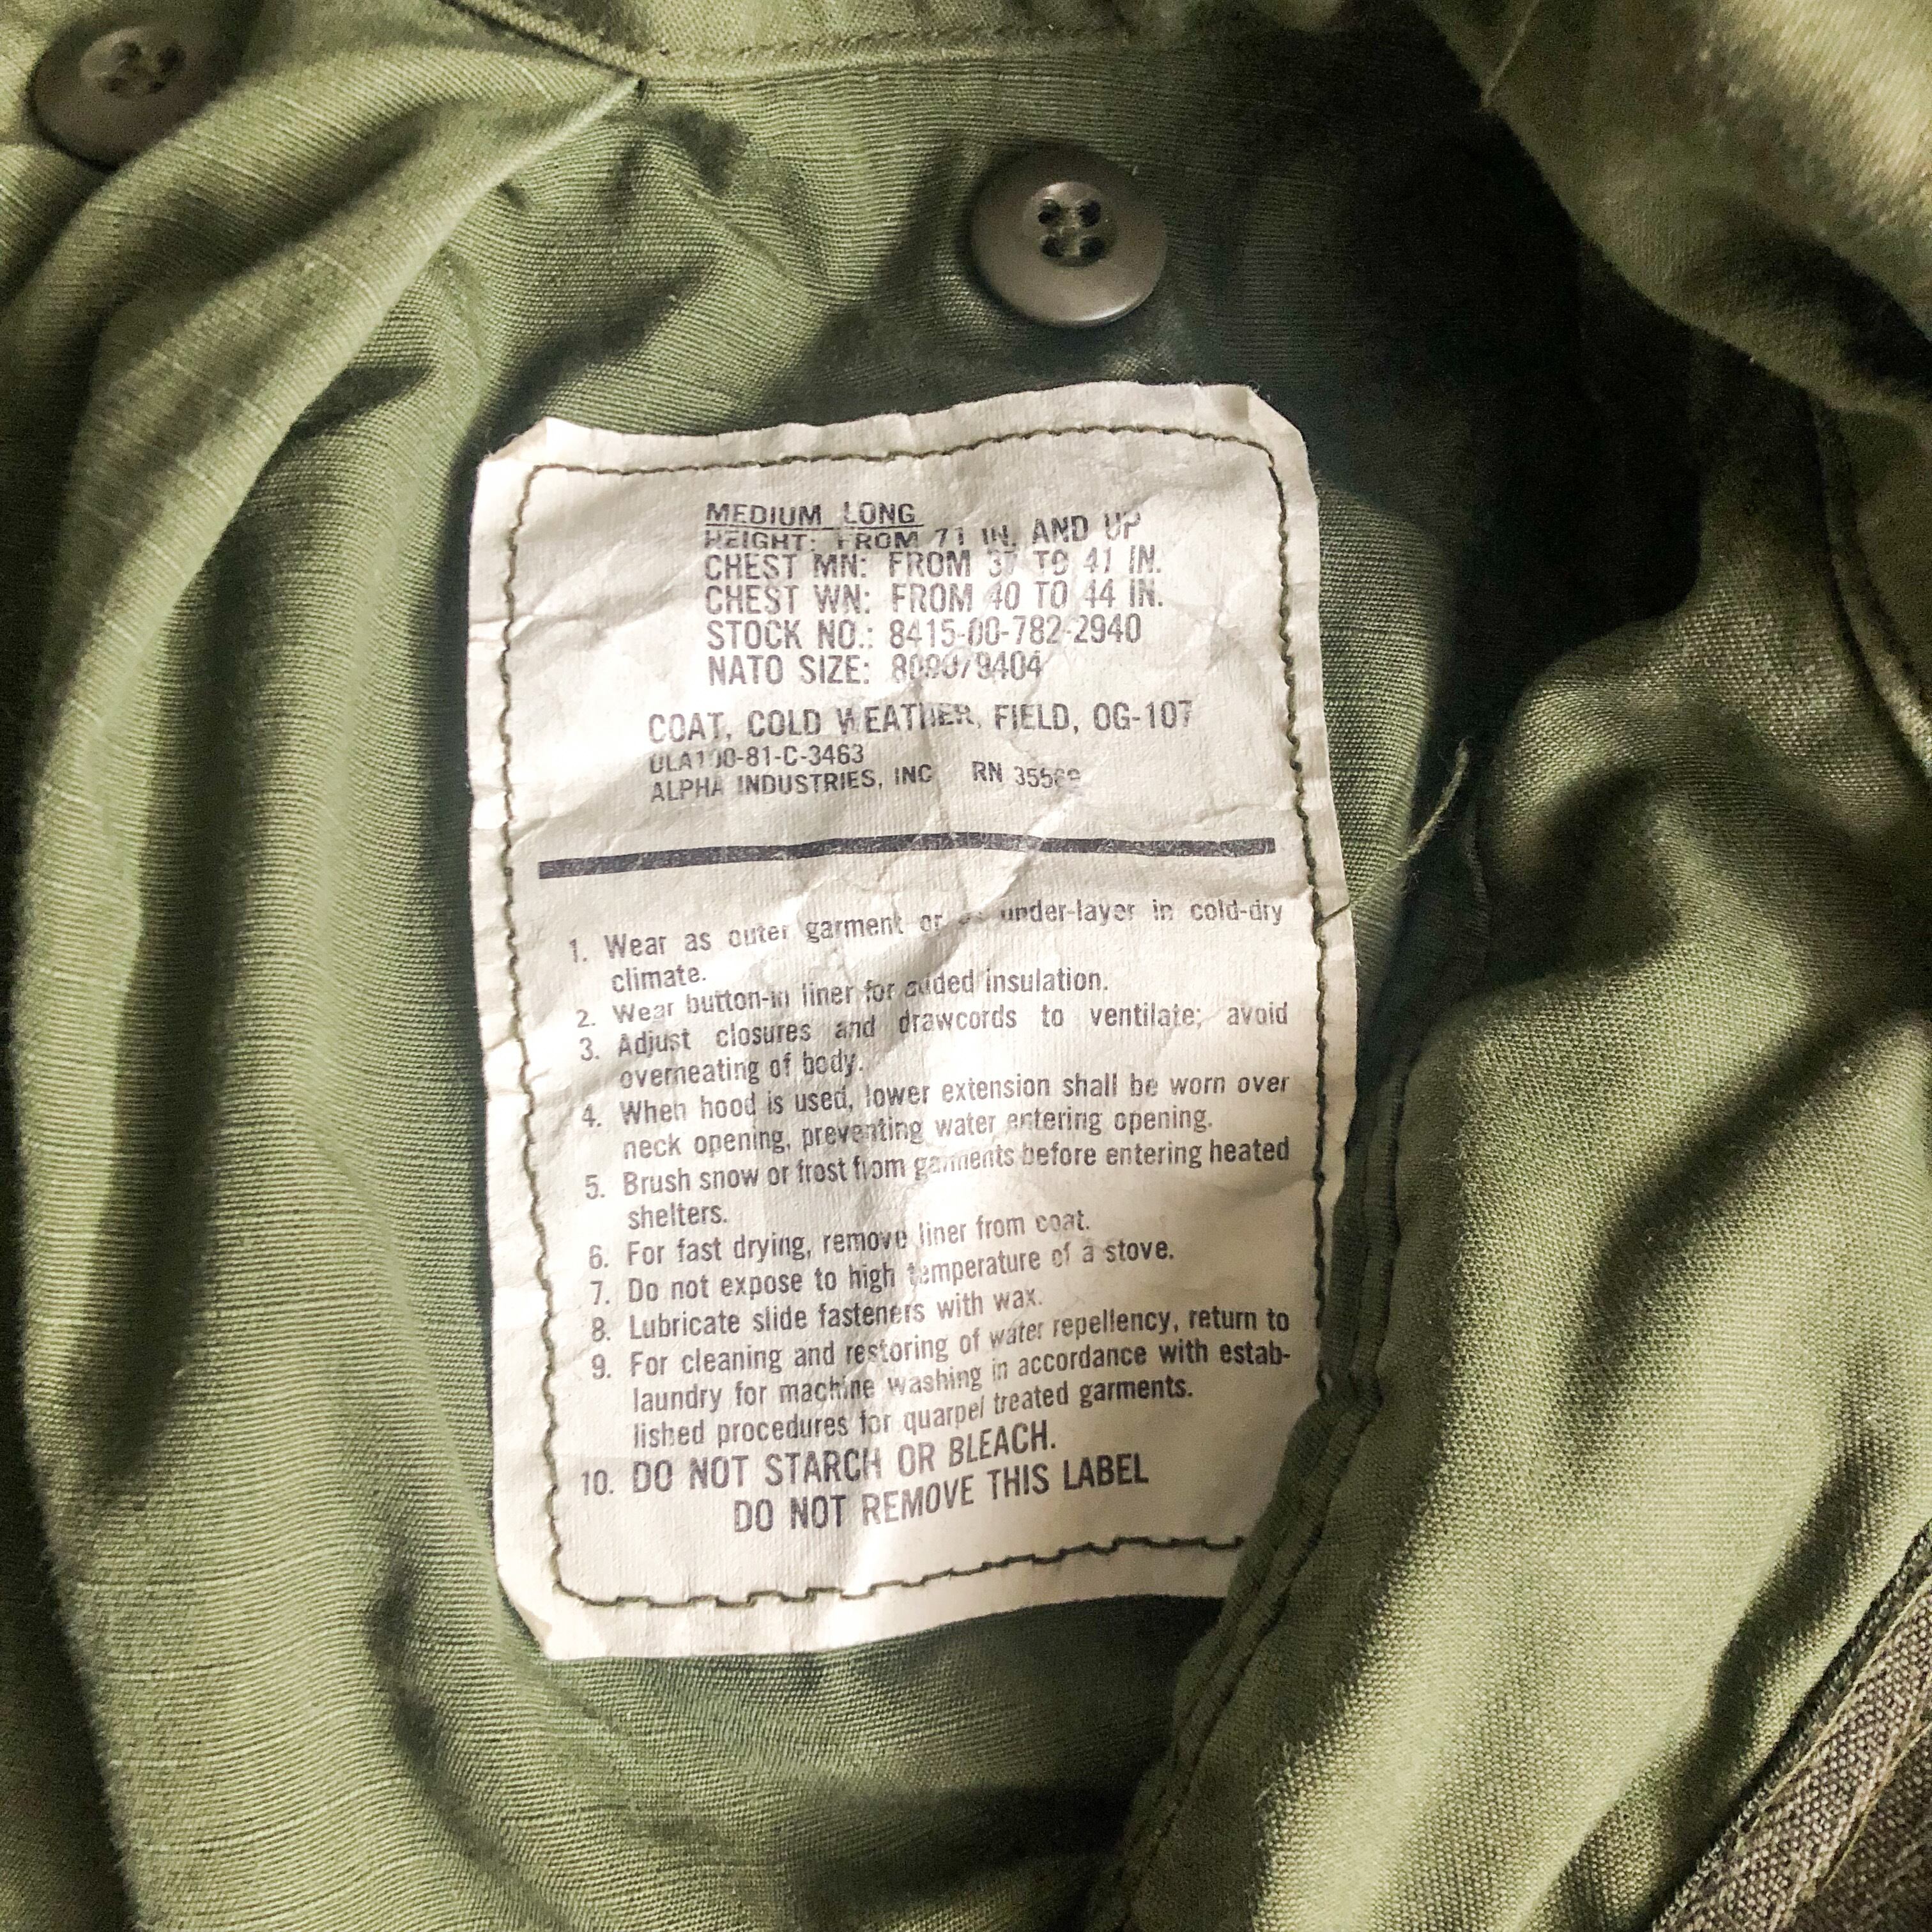 MEDIUM LONG
HEIGHT: FROM 71 IN. AND UP
CHEST MN: FROM 37 TO 41 IN.
CHEST WN: FROM 40 TO 44 IN.
STOCK NO.: 8415-00-782-2940
NATO SIZE:
COAT, COLD WEATHER, FIELD, OG-107
DLA100-81-C-3463
ALPHA INDUSTRIES, INC RN
1. Wear as outer garment or as under-layer in cold-dry
climate.
2. Wear button-in liner for added insulation.
3. Adjust closures and drawcords to ventilate; avoid
overheating of body.
4. When hood is used, lower extension shall be worn over
neck opening, preventing water entering opening.
5. Brush snow or frost from garments before entering heated
shelters.
6. For fast drying, remove liner from coat.
7. Do not expose to high temperature of a stove.
8. Lubricate slide fasteners with wax.
9. For cleaning and restoring of water repellency, return to
laundry for machine washing in accordance with estab-
lished procedures for quarpel treated garments.
10. DO NOT STARCH OR BLEACH.
DO NOT REMOVE THIS LABEL